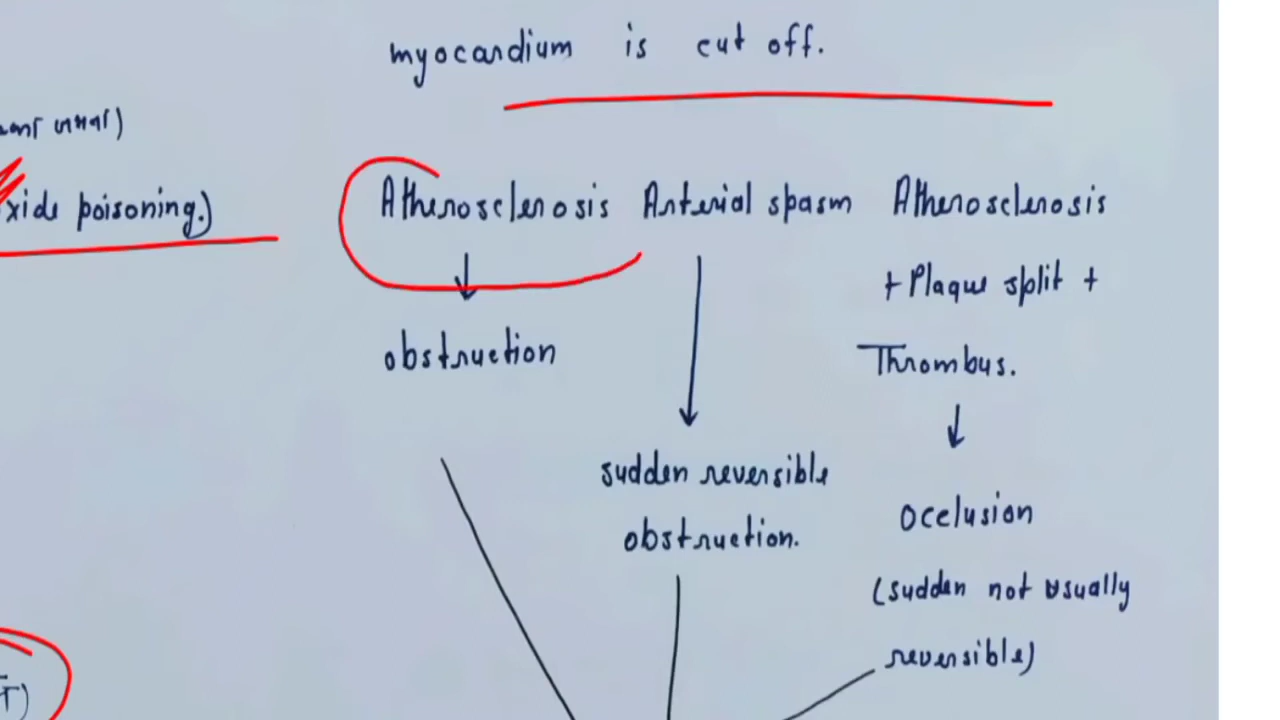 myocardium is cut off.
xide poisoning.)
Atherosclerosis Arterial spasm Atherosclerosis
+ Plaque split +
Thrombus.
obstruction
sudden reversible
obstruction.
occlusion
(sudden not usually
reversible)
T)